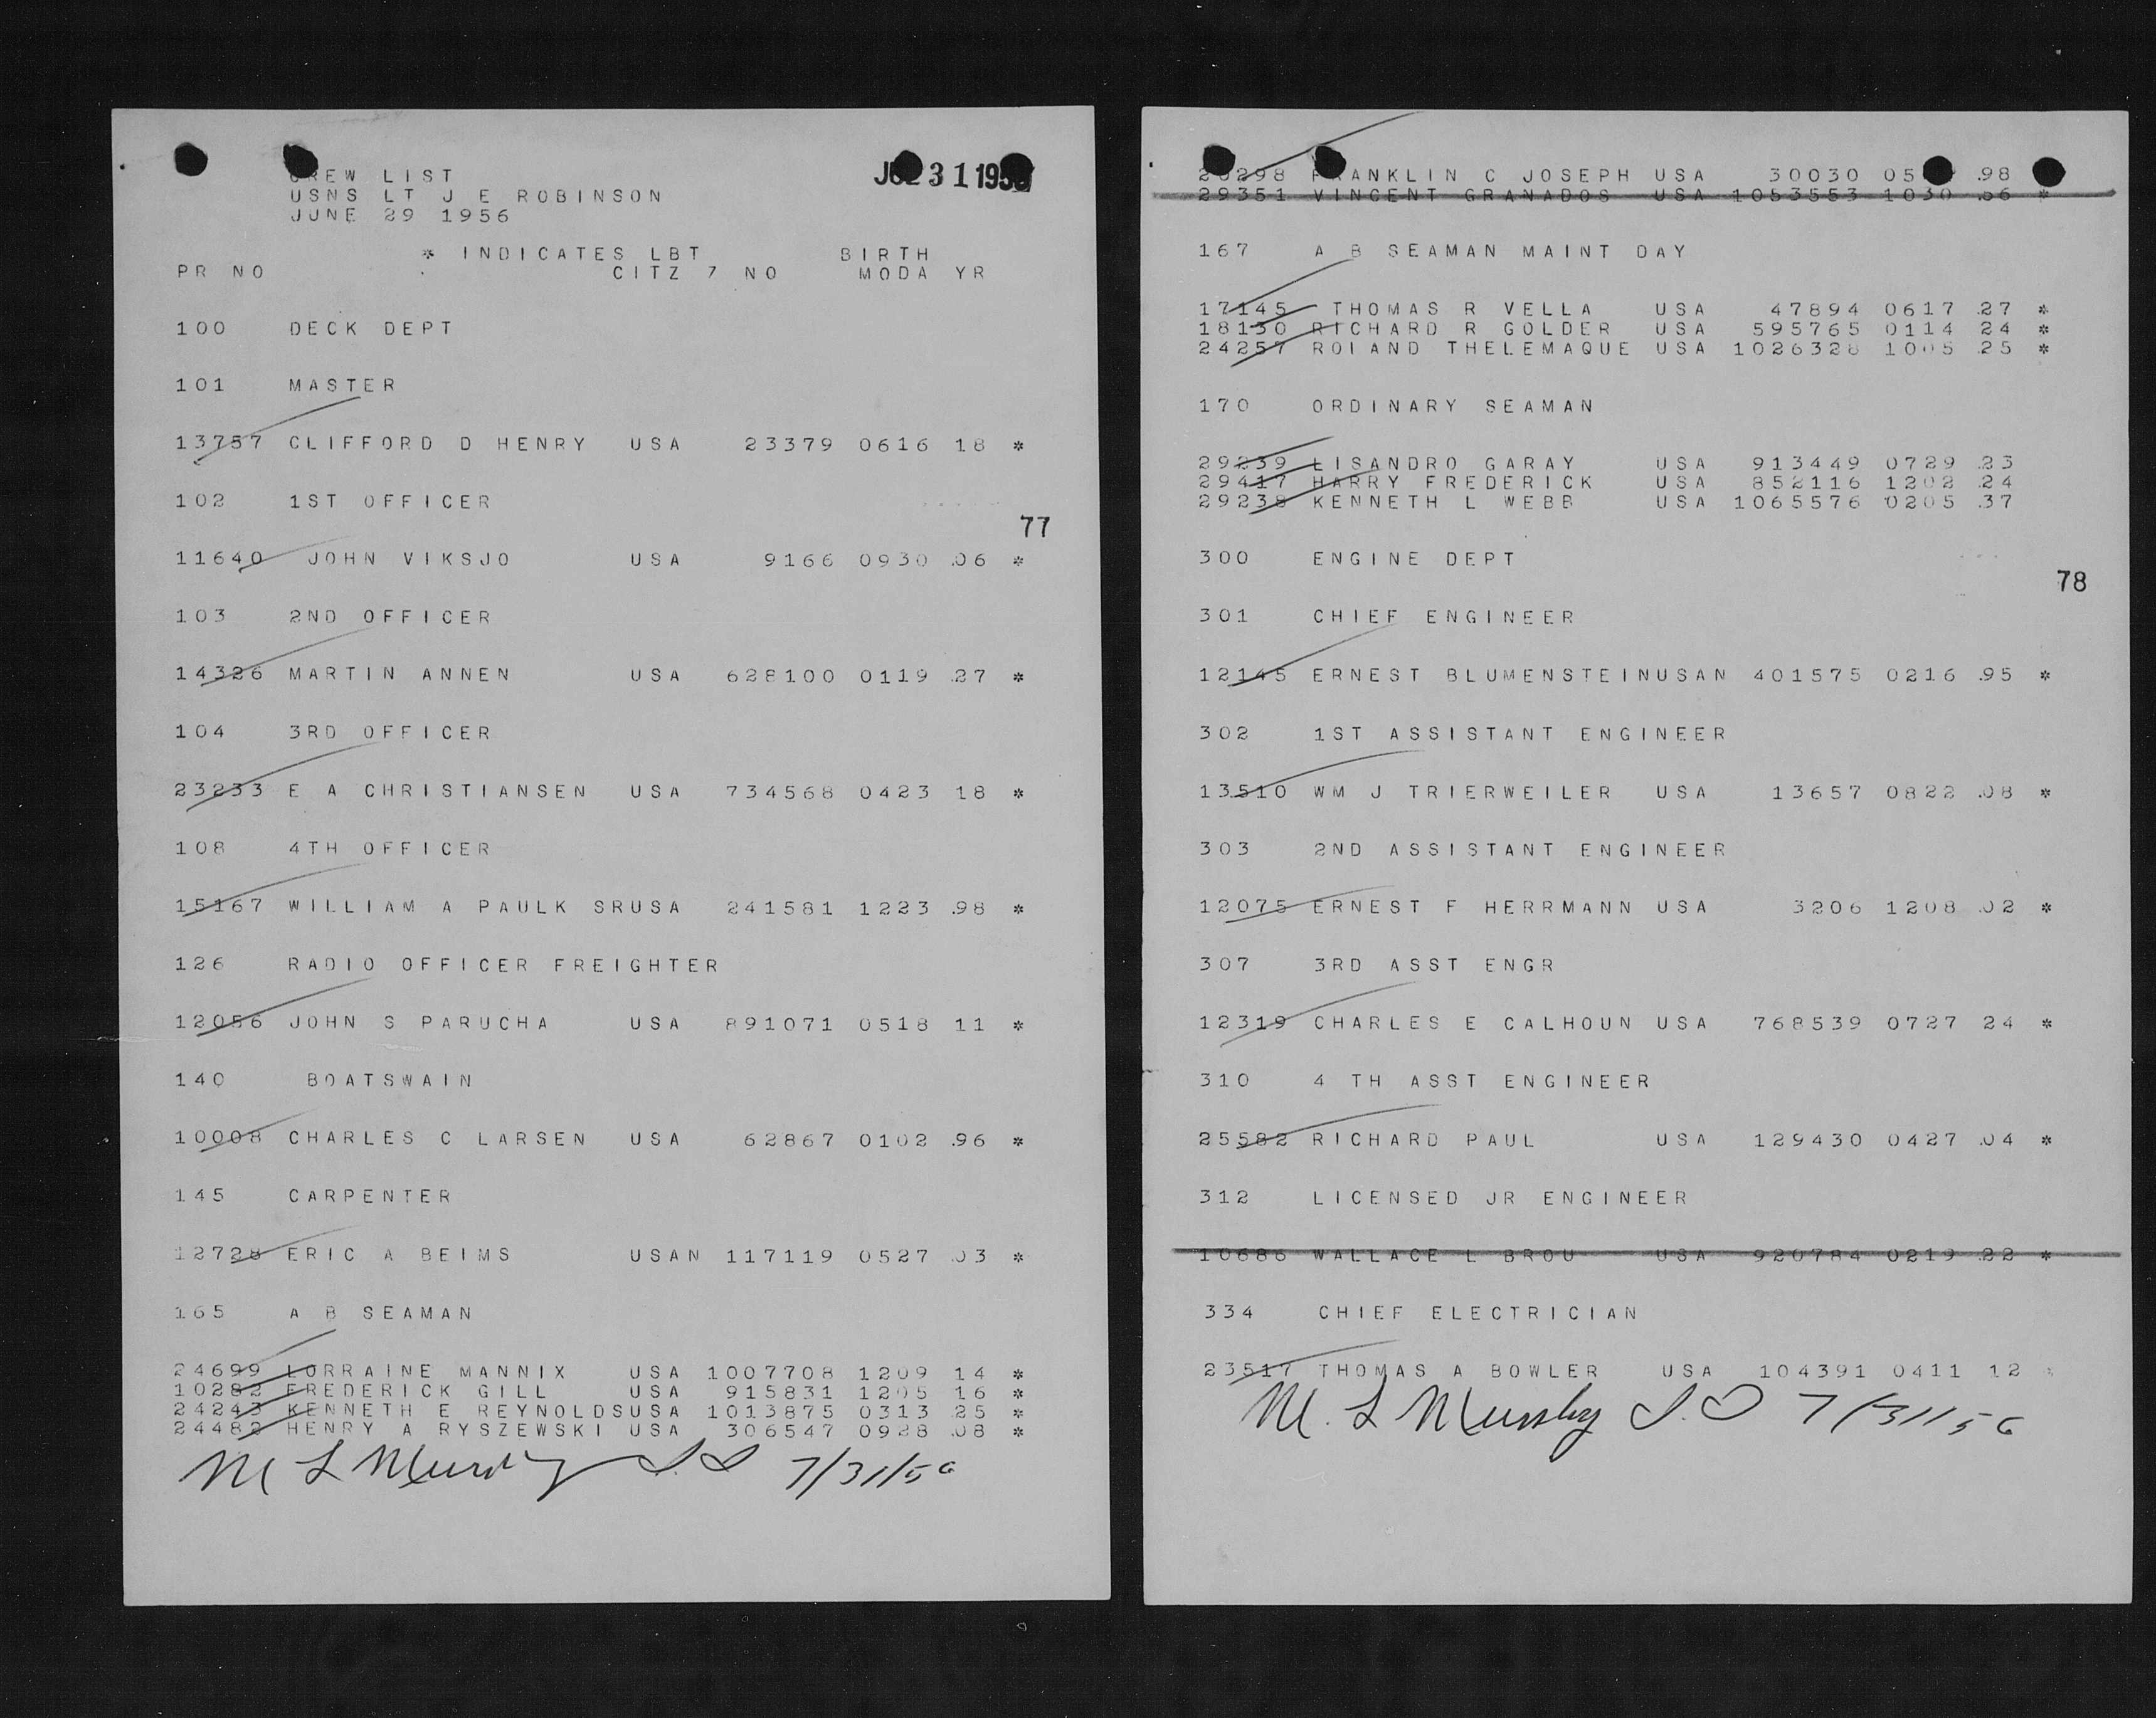 CREW LIST
JUL 31 1956
USNS LT J E ROBINSON
JUNE 29 1956
* INDICATES LBT BIRTH
PR NO CITZ 7 NO MODA YR
100 DECK DEPT
101 MASTER
13757 CLIFFORD D HENRY USA 23379 0616 18 *
102 1ST OFFICER
77
11640 JOHN VIKSJO USA 9166 0930 .06 *
103 2ND OFFICER
14326 MARTIN ANNEN USA 628100 0119 .27 *
104 3RD OFFICER
23233 E A CHRISTIANSEN USA 734568 0423 18 *
108 4TH OFFICER
15167 WILLIAM A PAULK SRUSA 241581 1223 .98 *
126 RADIO OFFICER FREIGHTER
12056 JOHN S PARUCHA USA 891071 0518 11 *
140 BOATSWAIN
10008 CHARLES C LARSEN USA 62867 0102 .96 *
145 CARPENTER
12728 ERIC A BEIMS USAN 117119 0527 .03 *
165 A B SEAMAN
24699 LORRAINE MANNIX USA 1007708 1209 14 *
10282 FREDERICK GILL USA 915831 1205 16 *
24243 KENNETH E REYNOLDSUSA 1013875 0313 .25 *
24482 HENRY A RYSZEWSKI USA 306547 0928 .08 *
M L Murphy I.O 7/31/56
FRANKLIN C JOSEPH USA 30030 .98
29351 VINCENT GRANADOS USA 1053553 1030 *
167 A B SEAMAN MAINT DAY
17145 THOMAS R VELLA USA 47894 0617 .27 *
18130 RICHARD R GOLDER USA 595765 0114 24 *
24257 ROLAND THELEMAQUE USA 1026328 1005 .25 *
170 ORDINARY SEAMAN
29239 LISANDRO GARAY USA 913449 0729 .23
29417 HARRY FREDERICK USA 852116 1202 .24
29238 KENNETH L WEBB USA 1065576 0205 .37
300 ENGINE DEPT
78
301 CHIEF ENGINEER
12145 ERNEST BLUMENSTEINUSAN 401575 0216 .95 *
302 1ST ASSISTANT ENGINEER
13510 WM J TRIERWEILER USA 13657 0822 .08 *
303 2ND ASSISTANT ENGINEER
12075 ERNEST F HERRMANN USA 3206 1208 .02 *
307 3RD ASST ENGR
12319 CHARLES E CALHOUN USA 768539 0727 24 *
310 4 TH ASST ENGINEER
25582 RICHARD PAUL USA 129430 0427 .04 *
312 LICENSED JR ENGINEER
10686 WALLACE L BROU USA 920784 0219 .22 *
334 CHIEF ELECTRICIAN
23517 THOMAS A BOWLER USA 104391 0411 12 *
M. L Murphy I.O 7/31/56